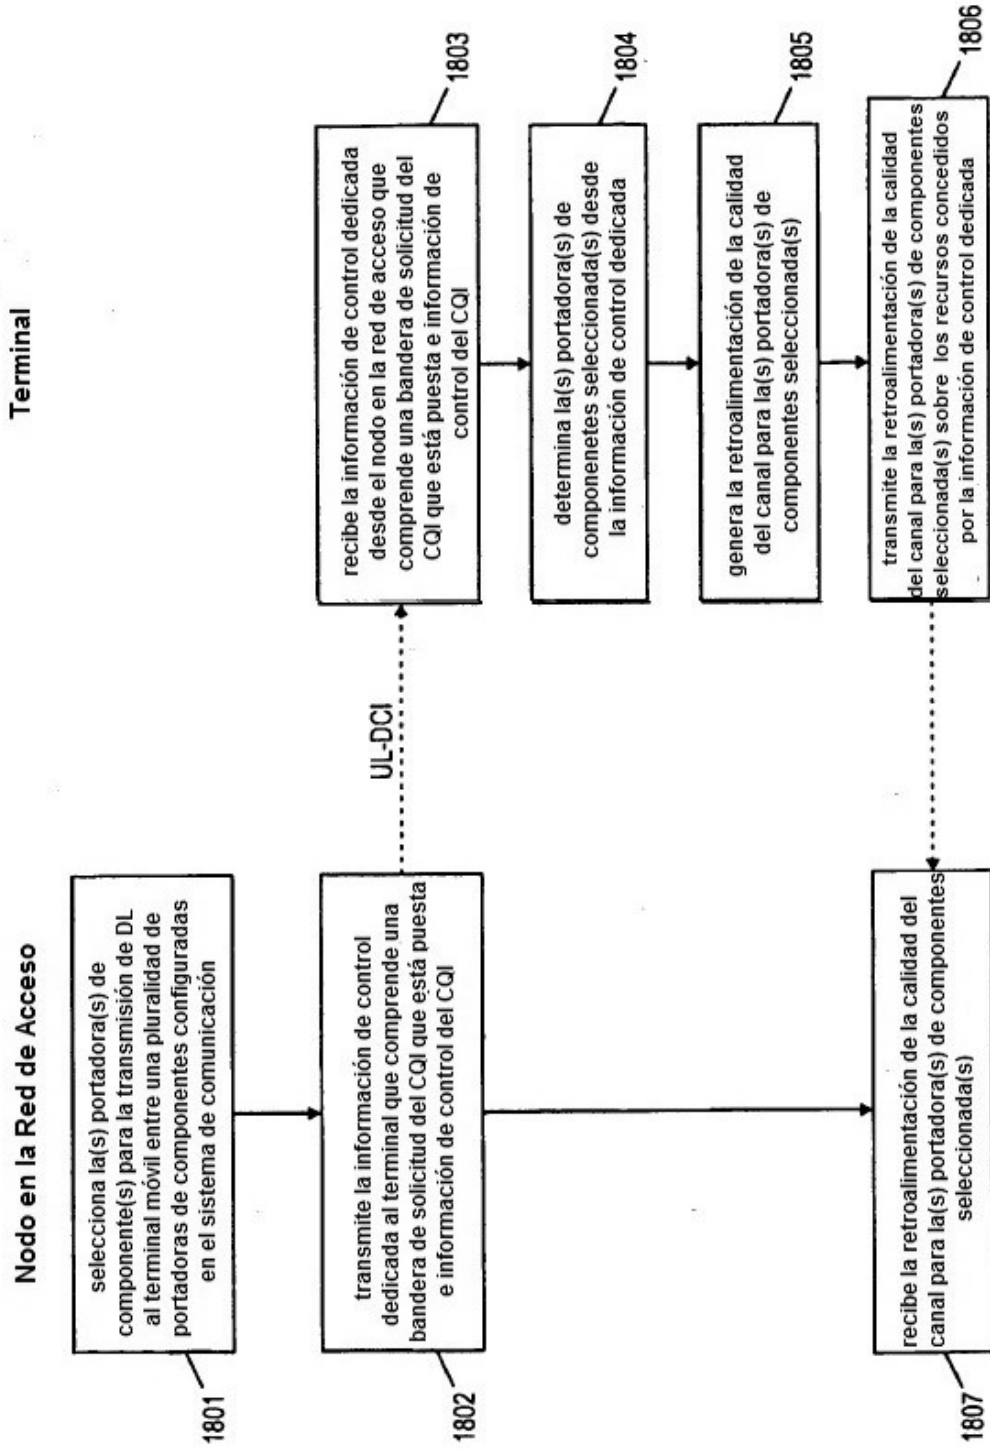 Nodo en la Red de Acceso
Terminal
selecciona la(s) portadora(s) de
componente(s) para la transmisión de DL
al terminal móvil entre una pluralidad de
portadoras de componentes configuradas
en el sistema de comunicación
1801
transmite la información de control
dedicada al terminal que comprende una
bandera de solicitud del CQI que está puesta
e información de control del CQI
1802
UL-DCI
recibe la información de control dedicada
desde el nodo en la red de acceso que
comprende una bandera de solicitud del
CQI que está puesta e información de
control del CQI
1803
determina la(s) portadora(s) de
componenetes seleccionada(s) desde
la información de control dedicada
1804
genera la retroalimentación de la calidad
del canal para la(s) portadora(s) de
componentes seleccionada(s)
1805
transmite la retroalimentación de la calidad
del canal para la(s) portadora(s) de componentes
seleccionada(s) sobre los recursos concedidos
por la información de control dedicada
1806
recibe la retroalimentación de la calidad del
canal para la(s) portadora(s) de componentes
seleccionada(s)
1807